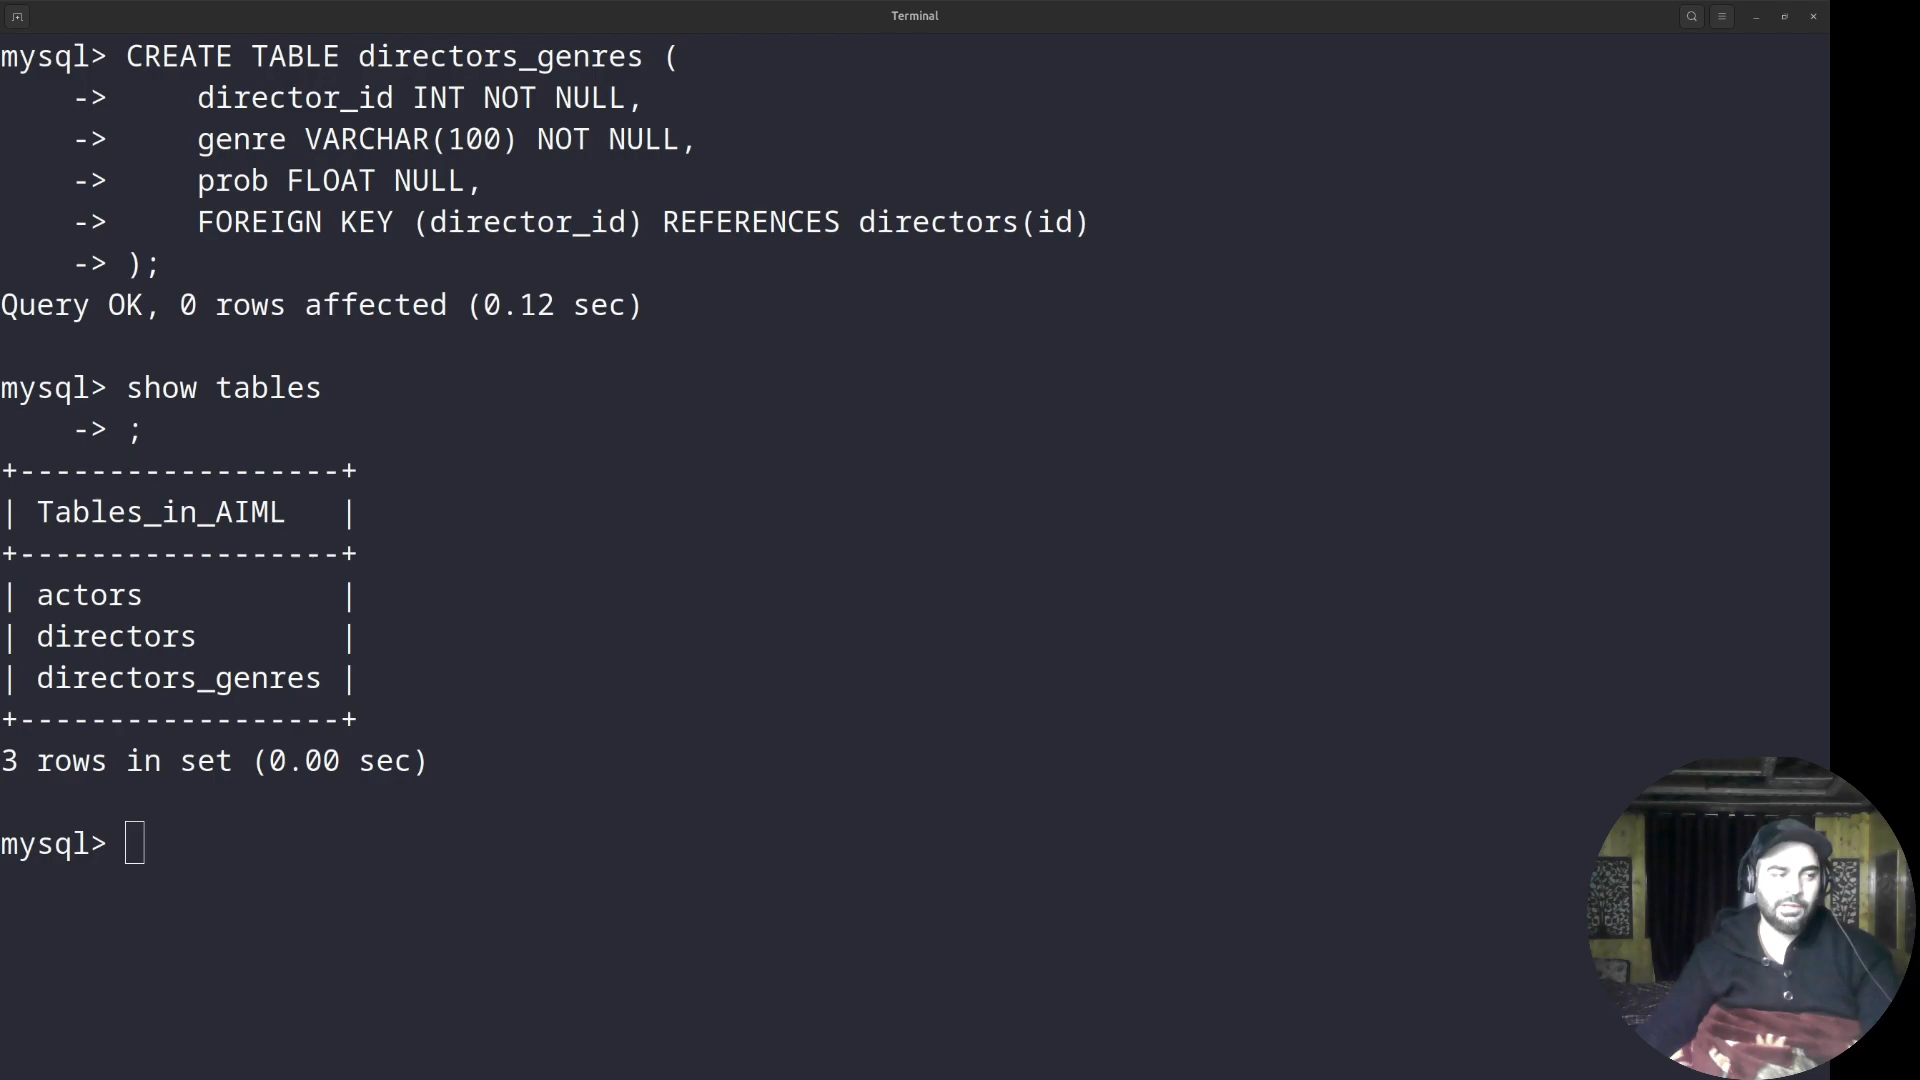 Terminal
mysql> CREATE TABLE directors_genres (
    ->     director_id INT NOT NULL,
    ->     genre VARCHAR(100) NOT NULL,
    ->     prob FLOAT NULL,
    ->     FOREIGN KEY (director_id) REFERENCES directors(id)
    -> );
Query OK, 0 rows affected (0.12 sec)
mysql> show tables
    -> ;
+------------------+
| Tables_in_AIML   |
+------------------+
| actors           |
| directors        |
| directors_genres |
+------------------+
3 rows in set (0.00 sec)
mysql>